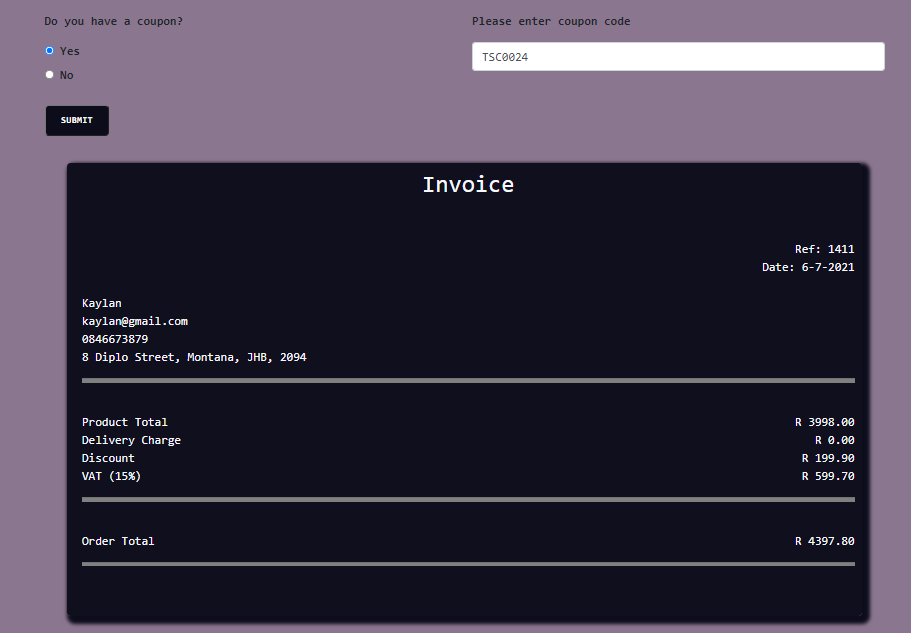 Do you have a coupon?
Yes
No
Please enter coupon code
TSC0024
SUBMIT
Invoice
Ref: 1411
Date: 6-7-2021
Kaylan
kaylan@gmail.com
0846673879
8 Diplo Street, Montana, JHB, 2094
Product Total R 3998.00
Delivery Charge R 0.00
Discount R 199.90
VAT (15%) R 599.70
Order Total R 4397.80